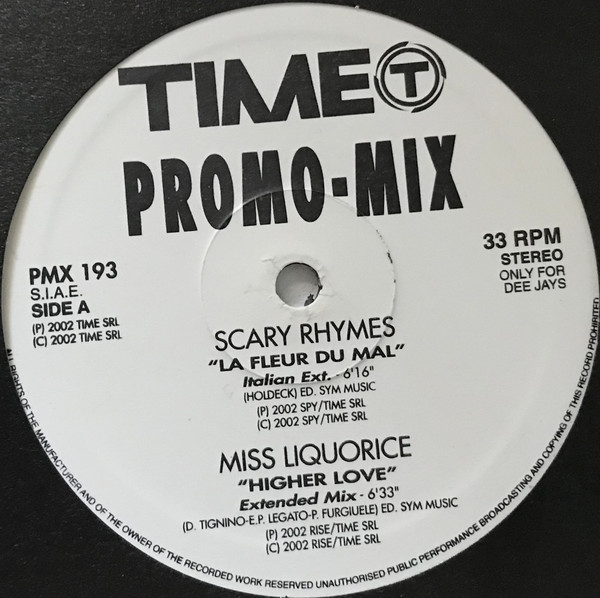 TIME T
PROMO-MIX
PMX 193
S.I.A.E.
SIDE A
(P) 2002 TIME SRL
(C) 2002 TIME SRL
33 RPM
STEREO
ONLY FOR
DEE JAYS
SCARY RHYMES
"LA FLEUR DU MAL"
Italian Ext. - 6'16"
(HOLDECK) ED. SYM MUSIC
(P) 2002 SPY/TIME SRL
(C) 2002 SPY/TIME SRL
MISS LIQUORICE
"HIGHER LOVE"
Extended Mix - 6'33"
(D. TIGNINO-E.P. LEGATO-P. FURGIUELE) ED. SYM MUSIC
(P) 2002 RISE/TIME SRL
(C) 2002 RISE/TIME SRL
ALL RIGHTS OF THE MANUFACTURER AND OF THE OWNER OF THE RECORDED WORK RESERVED UNAUTHORISED PUBLIC PERFORMANCE BROADCASTING AND COPYING OF THIS RECORD PROHIBITED